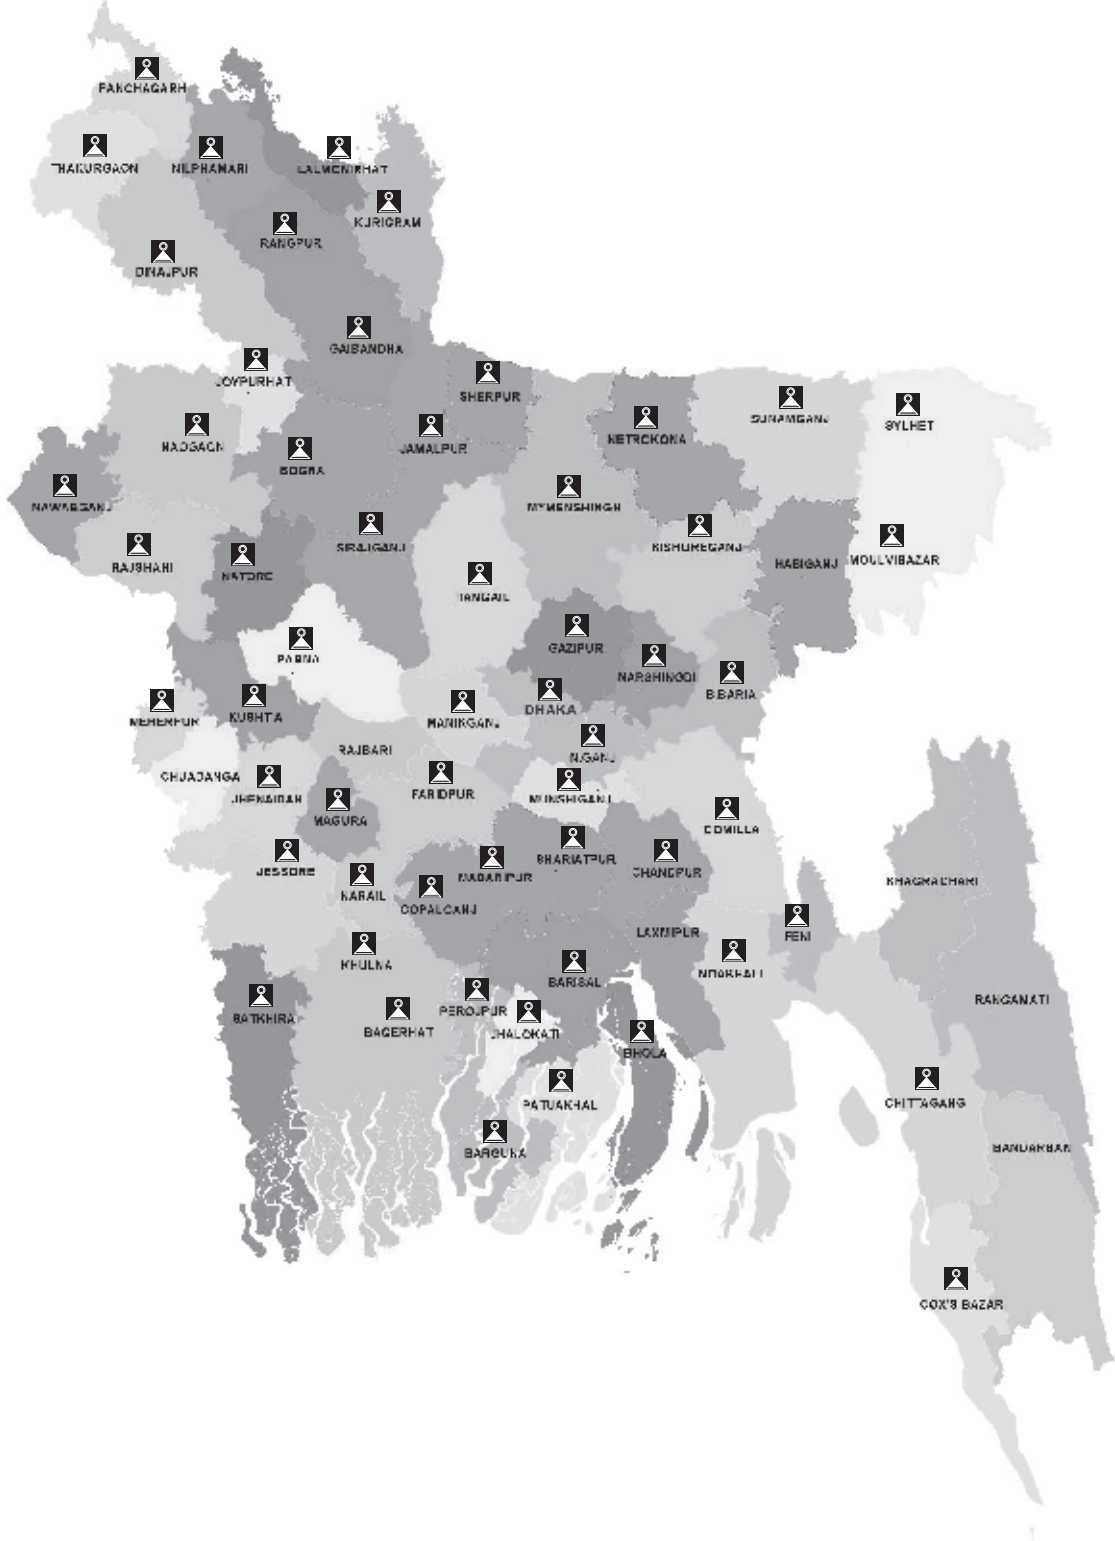 PANCHAGARH
THAKURGAON
NILPHAMARI
LALMONIRHAT
KURIGRAM
RANGPUR
DINAJPUR
GAIBANDHA
JOYPURHAT
SHERPUR
SUNAMGANJ
SYLHET
NAOGAON
JAMALPUR
NETROKONA
BOGRA
NAWABGANJ
MYMENSHINGH
RAJSHAHI
NATORE
SIRAJGANJ
KISHOREGANJ
HABIGANJ
MOULVIBAZAR
TANGAIL
PABNA
GAZIPUR
NARSHINGDI
B.BARIA
MEHERPUR
KUSHTIA
MANIKGANJ
DHAKA
RAJBARI
N.GANJ
CHUADANGA
JHENAIDAH
FARIDPUR
MUNSHIGANJ
MAGURA
COMILLA
JESSORE
NARAIL
MADARIPUR
SHARIATPUR
CHANDPUR
KHAGRACHARI
GOPALGANJ
LAXMIPUR
FENI
KHULNA
BARISAL
NOAKHALI
SATKHIRA
BAGERHAT
PEROJPUR
JHALOKATI
RANGAMATI
BHOLA
PATUAKHAL
CHITTAGANG
BARGUNA
BANDARBAN
COX'S BAZAR